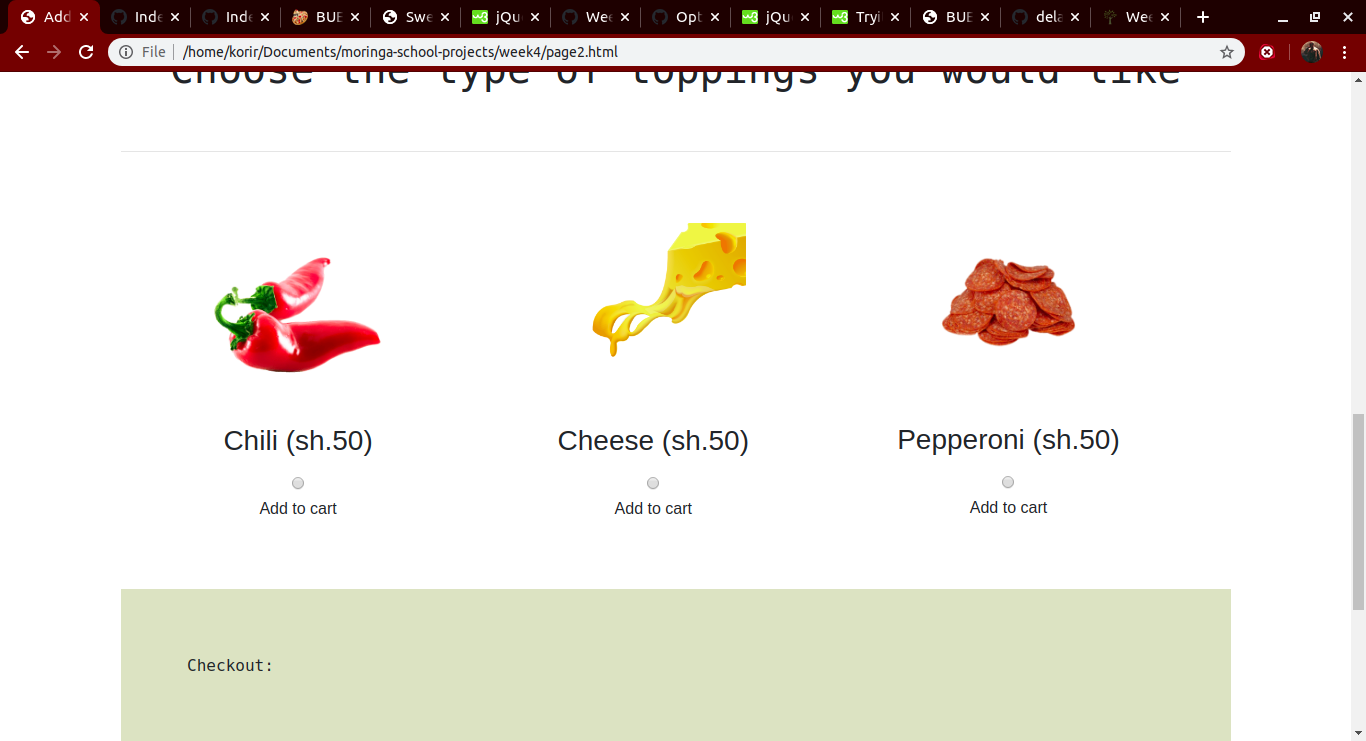 Add Inde Inde BUE Swe jQu Wee Opt jQu Tryi BUE dela Wee
File /home/korir/Documents/moringa-school-projects/week4/page2.html
Choose the type of toppings you would like
Chili (sh.50) Cheese (sh.50) Pepperoni (sh.50)
Add to cart Add to cart Add to cart
Checkout: